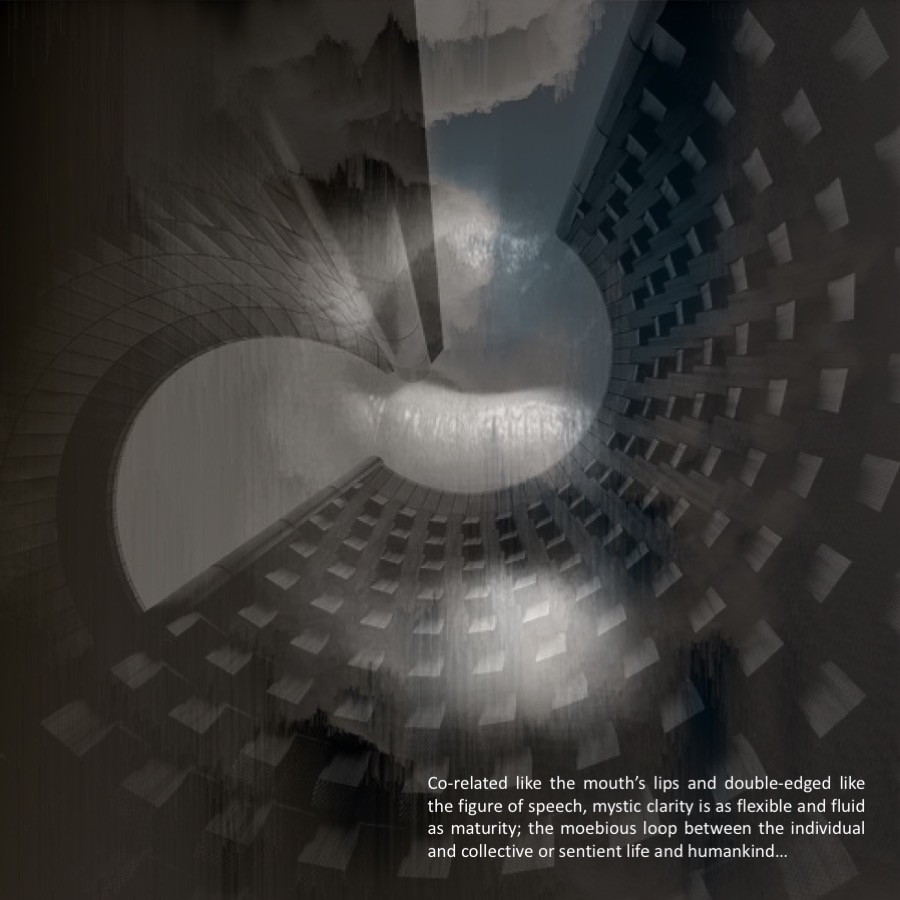 Co-related like the mouth's lips and double-edged like
the figure of speech, mystic clarity is as flexible and fluid
as maturity; the moebious loop between the individual
and collective or sentient life and humankind...